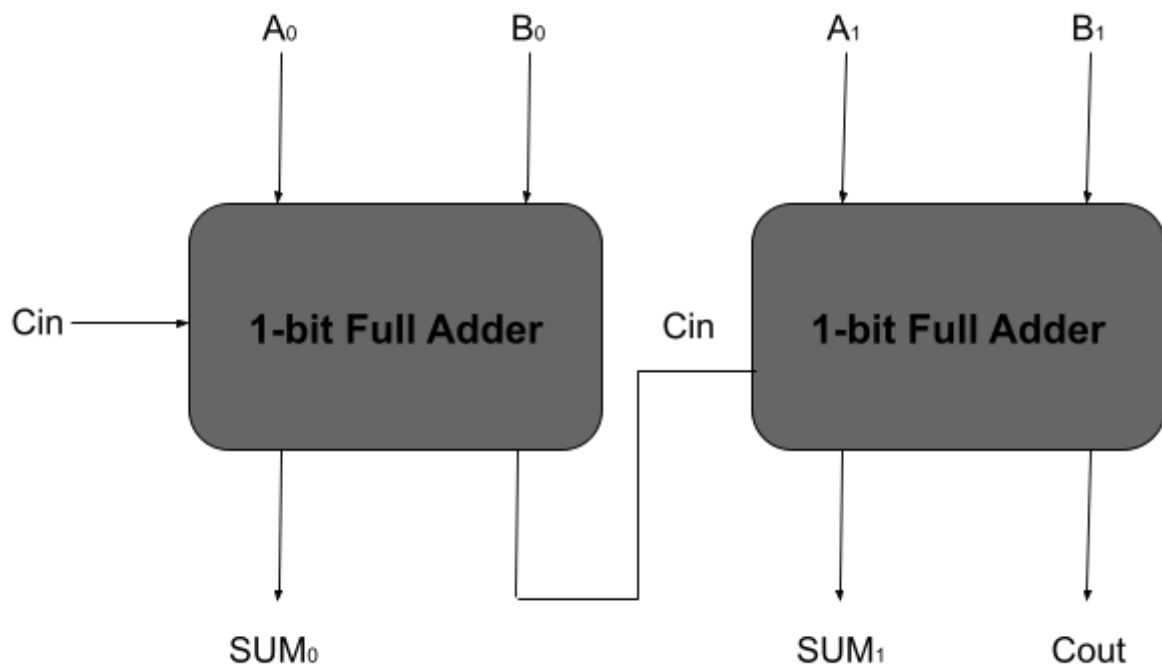 A₀ B₀ A₁ B₁
Cin 1-bit Full Adder Cin 1-bit Full Adder
SUM₀ SUM₁ Cout